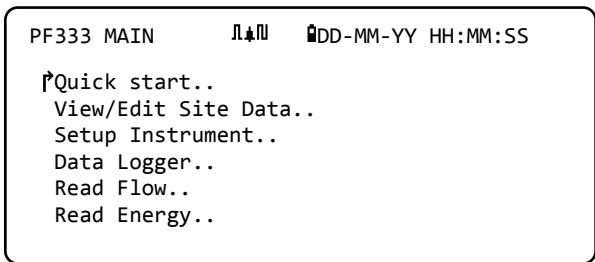 PF333 MAIN DD-MM-YY HH:MM:SS
Quick start..
View/Edit Site Data..
Setup Instrument..
Data Logger..
Read Flow..
Read Energy..